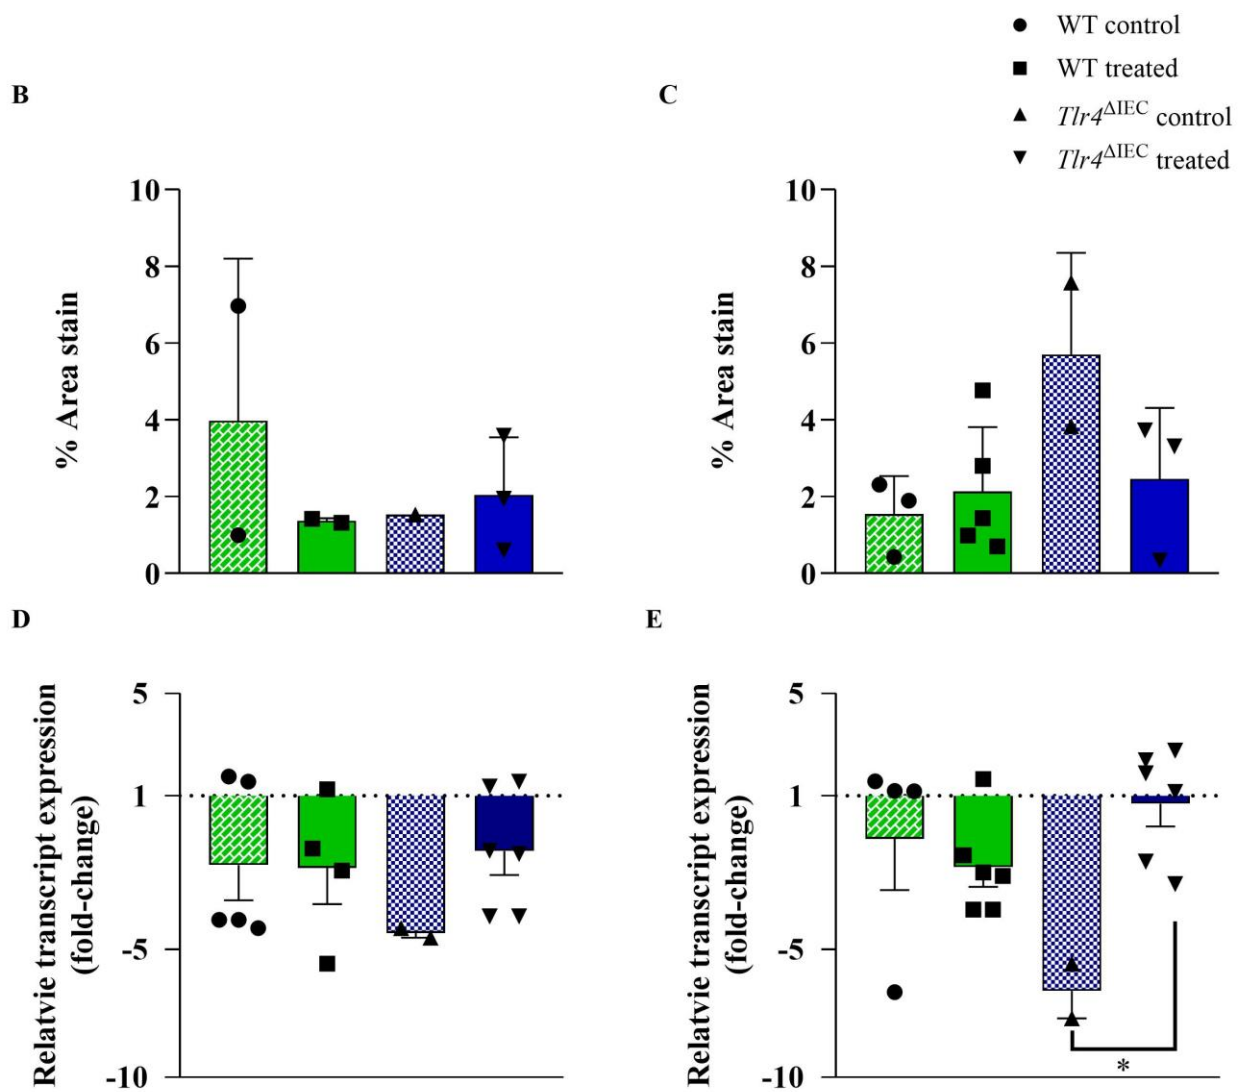 WT control
WT treated
Tlr4ΔIEC control
Tlr4ΔIEC treated
B
C
10
8
6
4
2
0
% Area stain
10
8
6
4
2
0
% Area stain
D
E
5
1
-5
-10
Relatvie transcript expression
(fold-change)
5
1
-5
-10
Relatvie transcript expression
(fold-change)
*